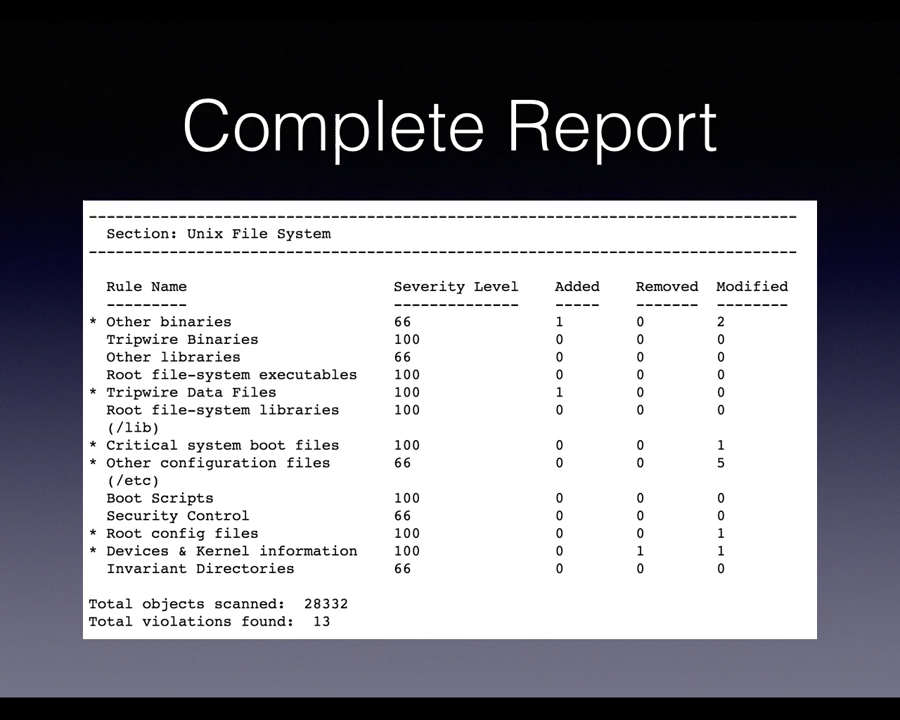 Complete Report
-------------------------------------------------------------------------------
  Section: Unix File System
-------------------------------------------------------------------------------
  Rule Name                       Severity Level    Added    Removed  Modified
  ---------                       --------------    -----    -------  --------
* Other binaries                  66                1        0        2
  Tripwire Binaries               100               0        0        0
  Other libraries                 66                0        0        0
  Root file-system executables    100               0        0        0
* Tripwire Data Files             100               1        0        0
  Root file-system libraries      100               0        0        0
  (/lib)
* Critical system boot files      100               0        0        1
* Other configuration files       66                0        0        5
  (/etc)
  Boot Scripts                    100               0        0        0
  Security Control                66                0        0        0
* Root config files               100               0        0        1
* Devices & Kernel information    100               0        1        1
  Invariant Directories           66                0        0        0
Total objects scanned:  28332
Total violations found:  13